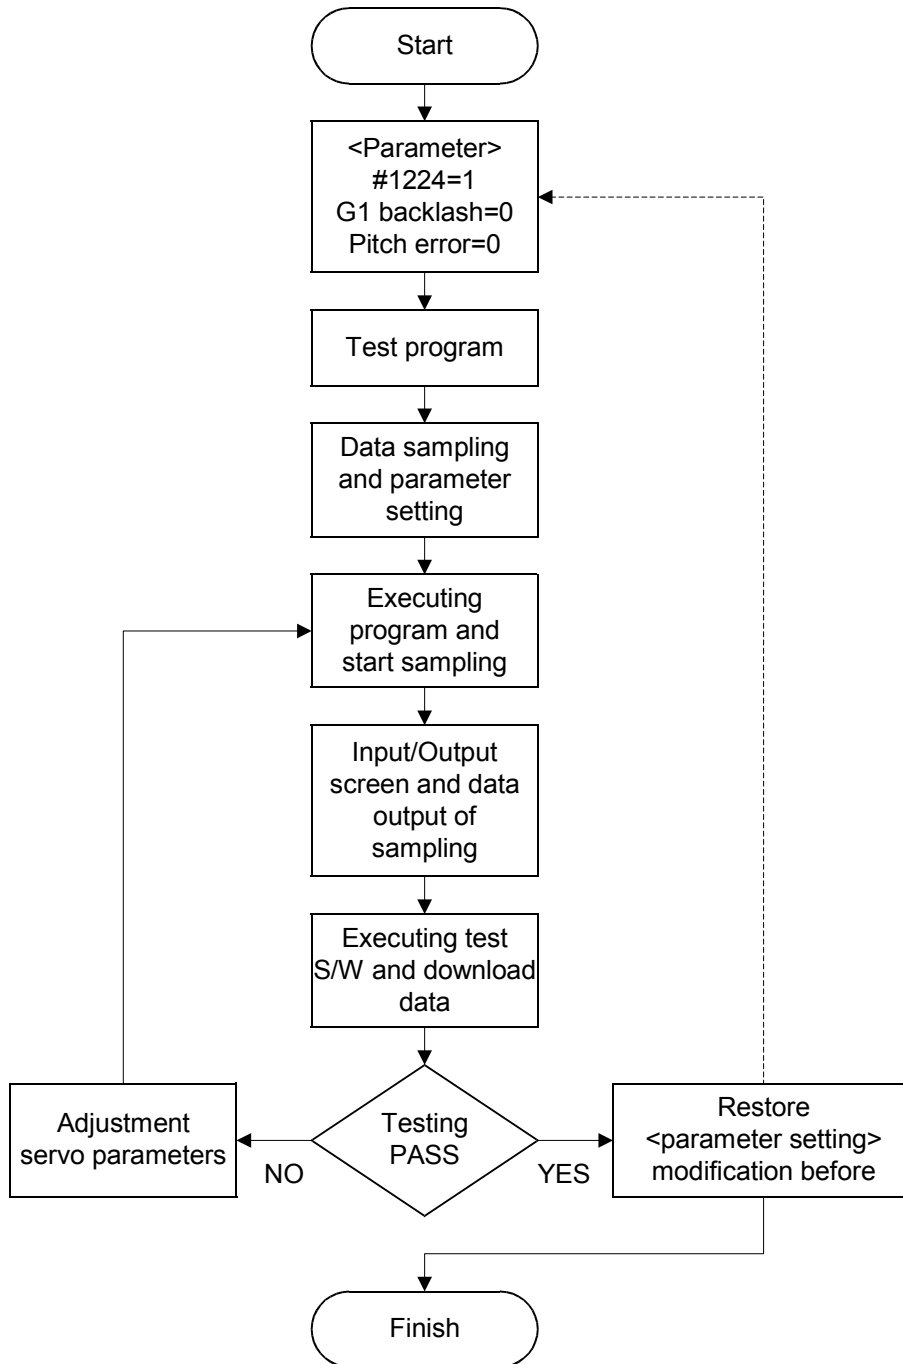 Start
<Parameter>
#1224=1
G1 backlash=0
Pitch error=0
Test program
Data sampling
and parameter
setting
Executing
program and
start sampling
Input/Output
screen and data
output of
sampling
Executing test
S/W and download
data
Adjustment
servo parameters
NO
Testing
PASS
YES
Restore
<parameter setting>
modification before
Finish